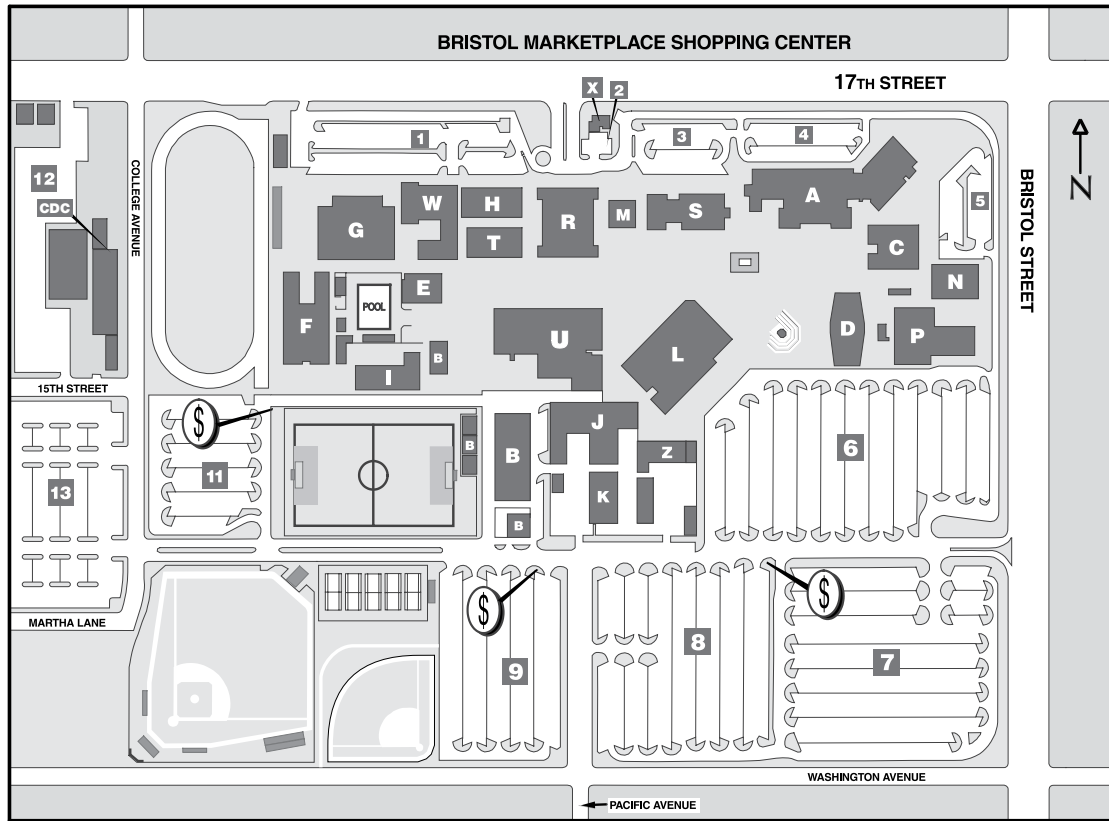 BRISTOL MARKETPLACE SHOPPING CENTER
17TH STREET
X
2
1
3
4
12
CDC
COLLEGE AVENUE
N
BRISTOL STREET
5
W
H
G
T
R
M
S
A
C
E
N
POOL
F
U
L
D
P
B
I
15TH STREET
$
J
B
B
Z
6
13
11
K
B
MARTHA LANE
$
$
9
8
7
WASHINGTON AVENUE
PACIFIC AVENUE